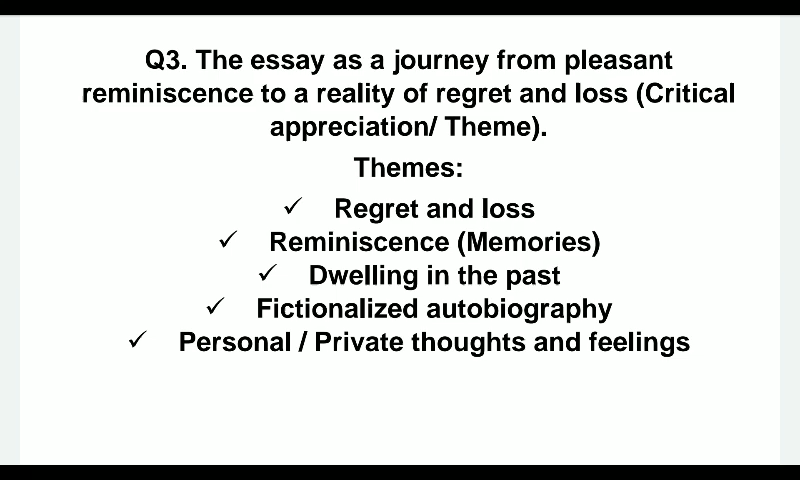 Q3. The essay as a journey from pleasant
reminiscence to a reality of regret and loss (Critical
appreciation/ Theme).
Themes:
✓ Regret and loss
✓ Reminiscence (Memories)
✓ Dwelling in the past
✓ Fictionalized autobiography
✓ Personal / Private thoughts and feelings